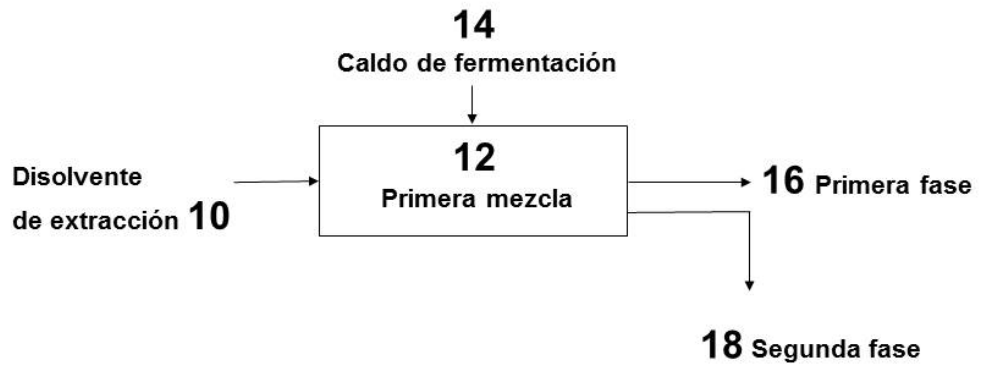 14
Caldo de fermentación
12
Primera mezcla
Disolvente
de extracción 10
16 Primera fase
18 Segunda fase